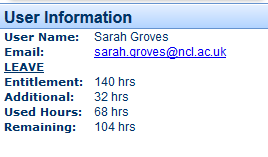 User Information
User Name: Sarah Groves
Email: sarah.groves@ncl.ac.uk
LEAVE
Entitlement: 140 hrs
Additional: 32 hrs
Used Hours: 68 hrs
Remaining: 104 hrs